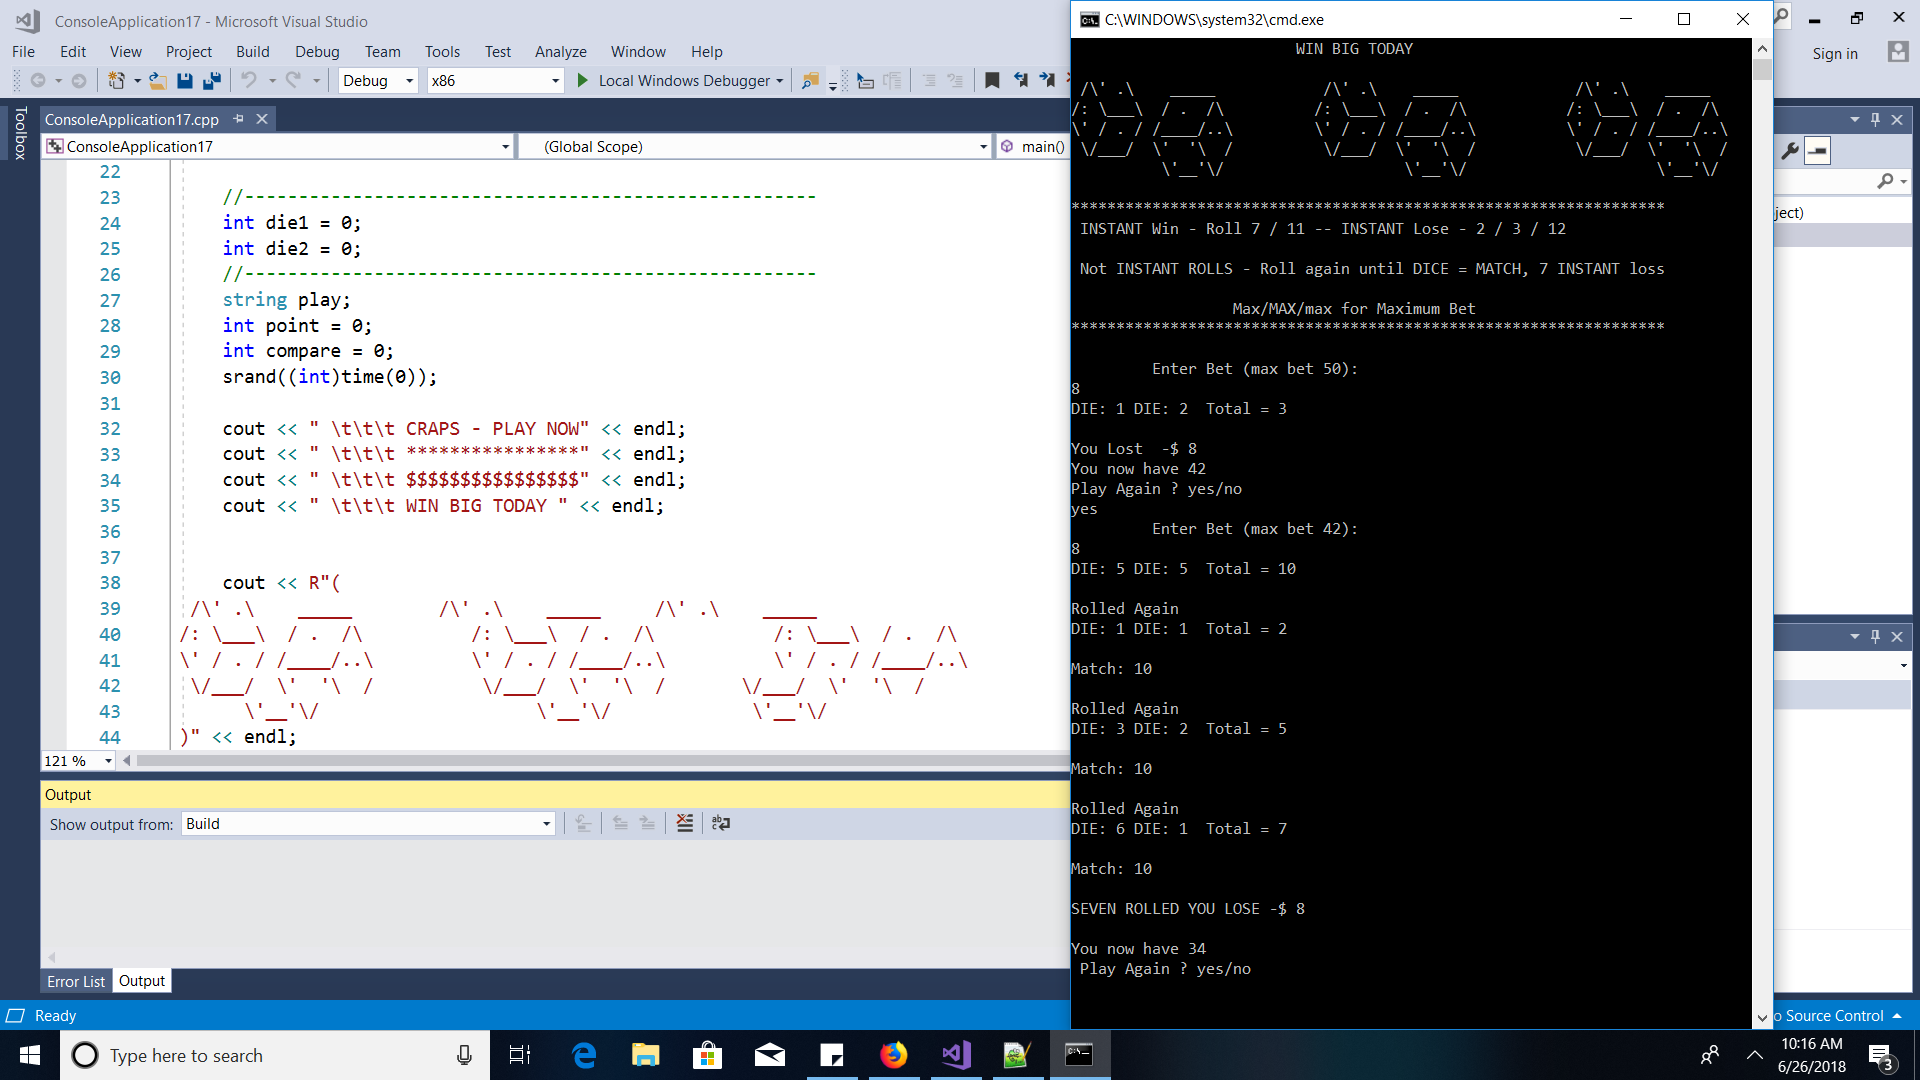 ConsoleApplication17 - Microsoft Visual Studio
File Edit View Project Build Debug Team Tools Test Analyze Window Help
Sign in
Debug x86 Local Windows Debugger
Toolbox
ConsoleApplication17.cpp
ConsoleApplication17 (Global Scope) main()
22
23 //-----------------------------------------------------
24 int die1 = 0;
25 int die2 = 0;
26 //-----------------------------------------------------
27 string play;
28 int point = 0;
29 int compare = 0;
30 srand((int)time(0));
31
32 cout << " \t\t\t CRAPS - PLAY NOW" << endl;
33 cout << " \t\t\t ****************" << endl;
34 cout << " \t\t\t $$$$$$$$$$$$$$$$" << endl;
35 cout << " \t\t\t WIN BIG TODAY " << endl;
36
37
38 cout << R"(
39  /\' .\    _____        /\' .\    _____     /\' .\    _____
40 /: \___\  / .  /\          /: \___\  / .  /\           /: \___\  / .  /\
41 \' / . / /____/..\         \' / . / /____/..\          \' / . / /____/..\
42  \/___/  \'  '\  /          \/___/  \'  '\  /       \/___/  \'  '\  /
43       \'__'\/                    \'__'\/             \'__'\/
44 )" << endl;
121 %
Output
Show output from: Build
Error List Output
Ready
C:\WINDOWS\system32\cmd.exe
WIN BIG TODAY
 /\' .\    _____            /\' .\    _____             /\' .\    _____
/: \___\  / .  /\          /: \___\  / .  /\           /: \___\  / .  /\
\' / . / /____/..\         \' / . / /____/..\          \' / . / /____/..\
 \/___/  \'  '\  /          \/___/  \'  '\  /           \/___/  \'  '\  /
          \'__'\/                    \'__'\/                     \'__'\/
******************************************************************
INSTANT Win - Roll 7 / 11 -- INSTANT Lose - 2 / 3 / 12
Not INSTANT ROLLS - Roll again until DICE = MATCH, 7 INSTANT loss
Max/MAX/max for Maximum Bet
******************************************************************
Enter Bet (max bet 50):
8
DIE: 1 DIE: 2  Total = 3
You Lost  -$ 8
You now have 42
Play Again ? yes/no
yes
Enter Bet (max bet 42):
8
DIE: 5 DIE: 5  Total = 10
Rolled Again
DIE: 1 DIE: 1  Total = 2
Match: 10
Rolled Again
DIE: 3 DIE: 2  Total = 5
Match: 10
Rolled Again
DIE: 6 DIE: 1  Total = 7
Match: 10
SEVEN ROLLED YOU LOSE -$ 8
You now have 34
Play Again ? yes/no
ject)
o Source Control
Type here to search
10:16 AM
6/26/2018
3